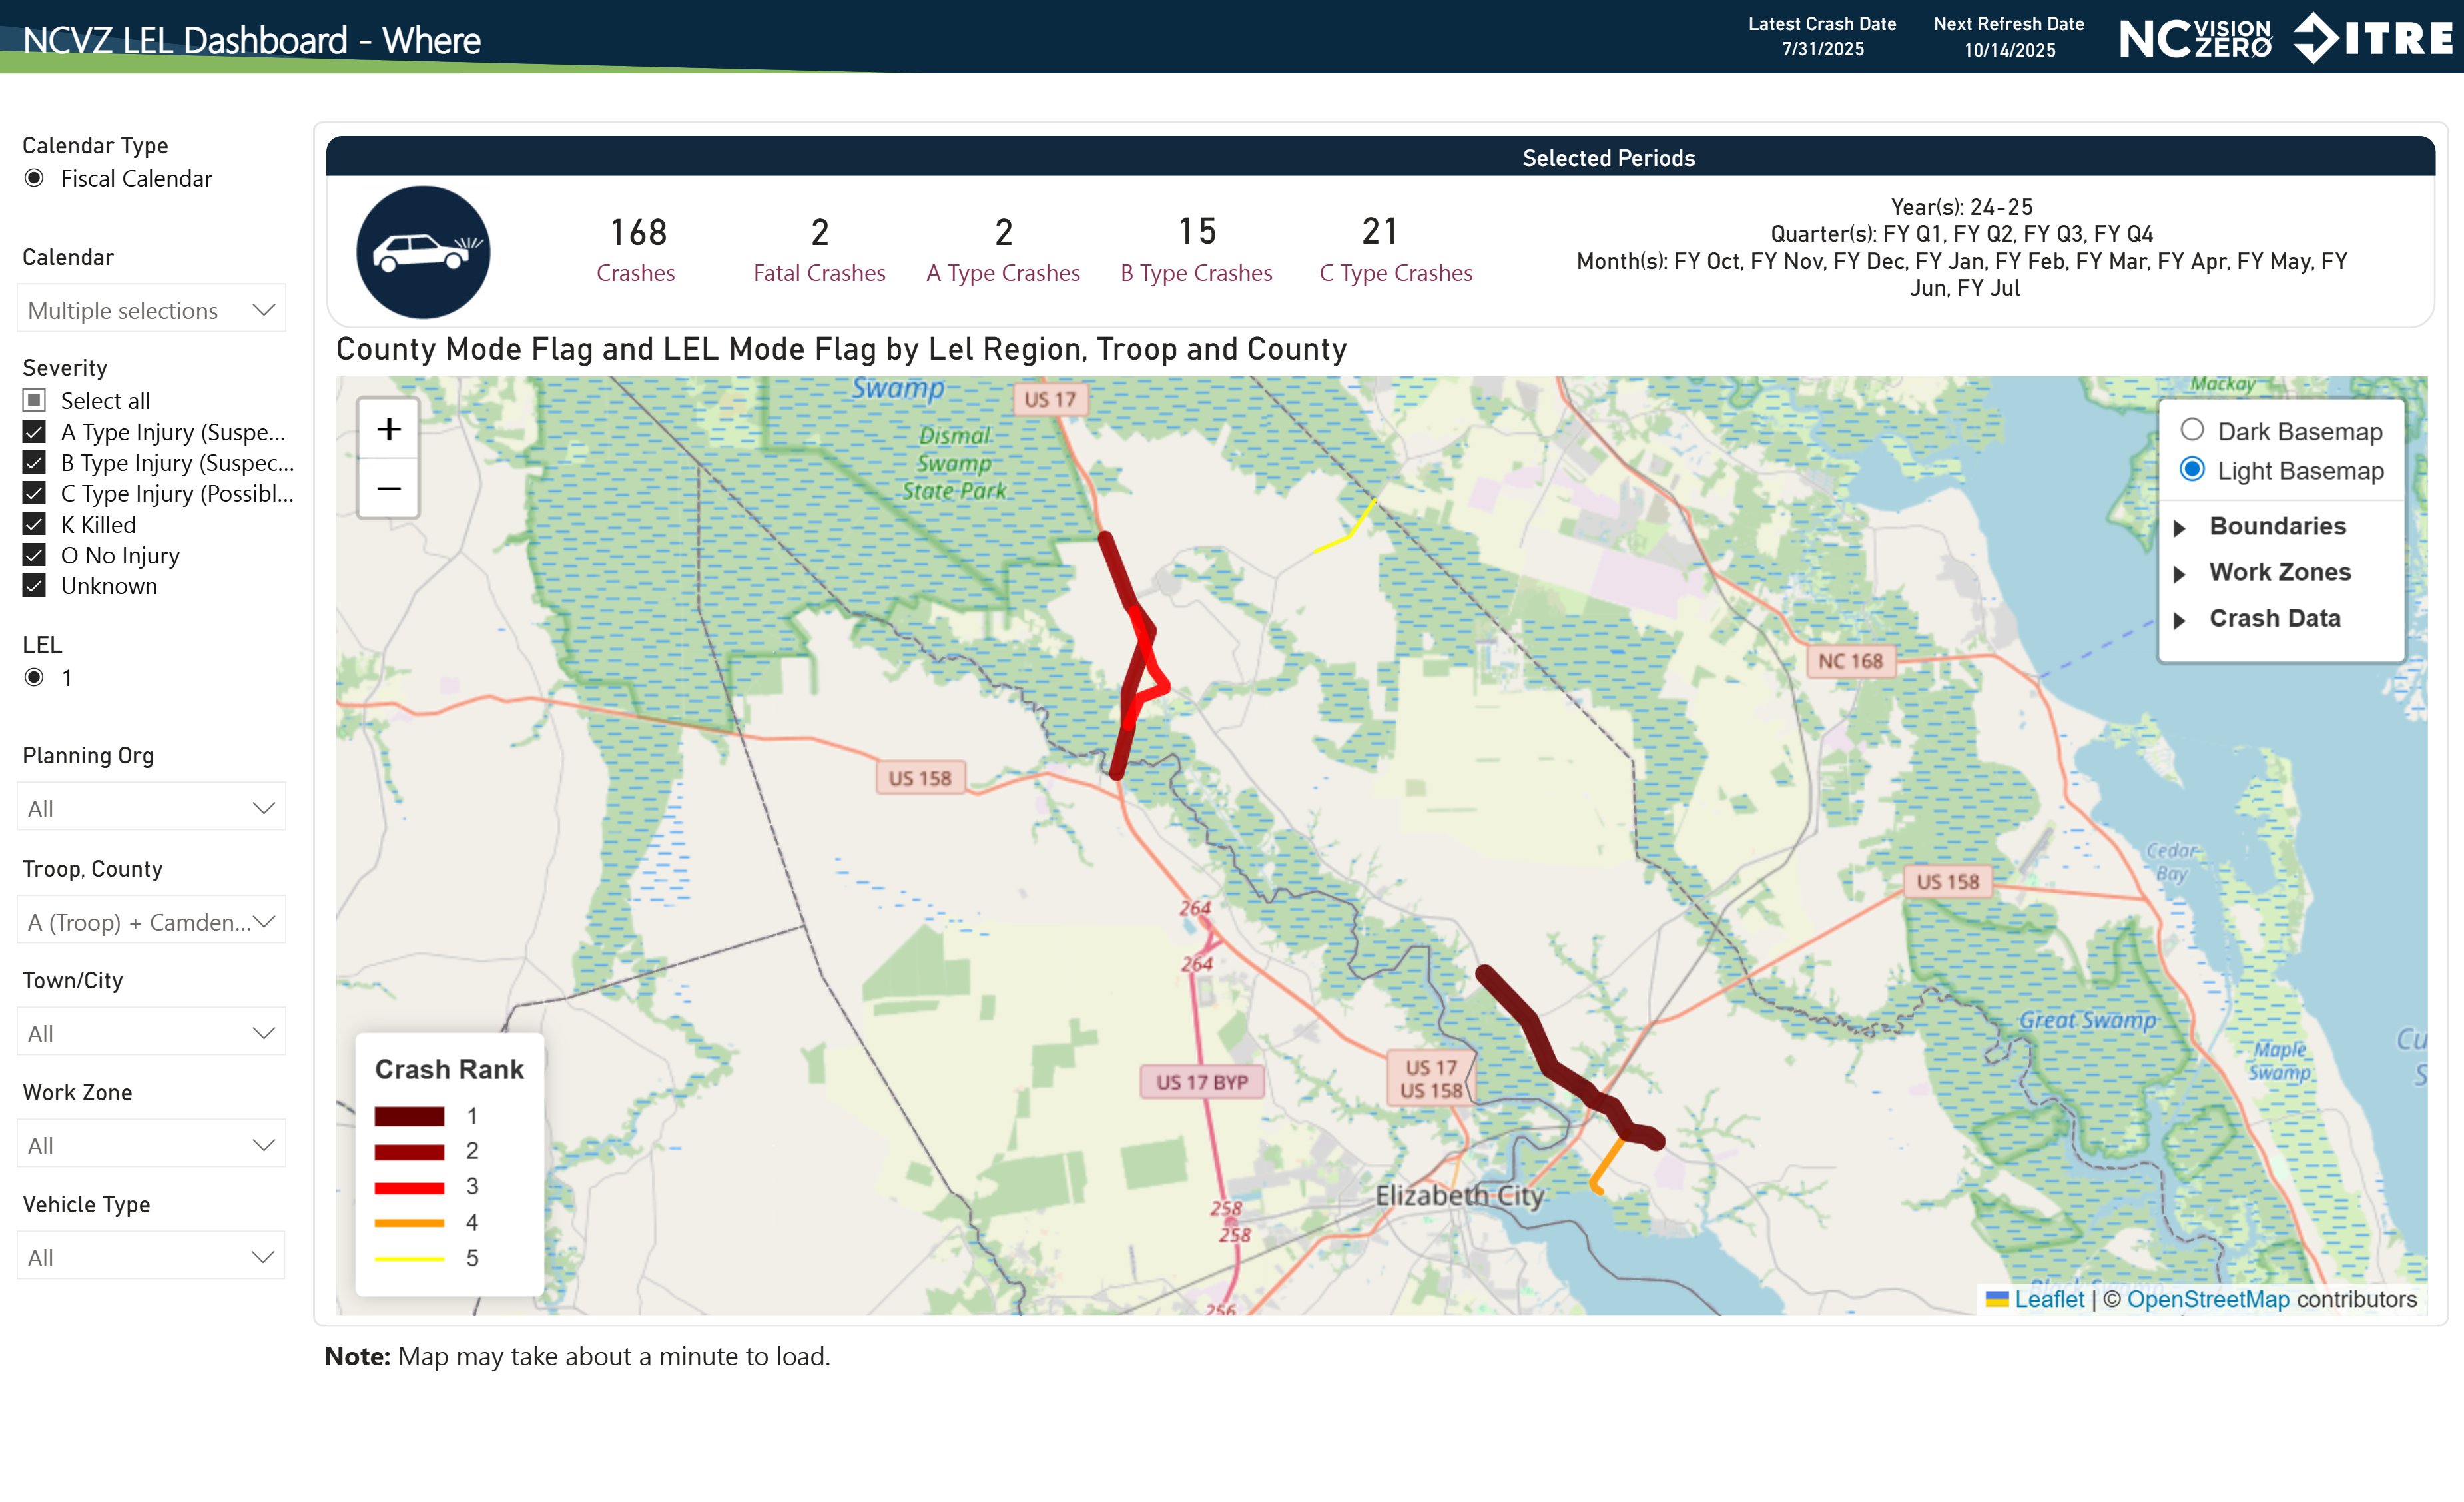 NCVZ LEL Dashboard - Where
Latest Crash Date
7/31/2025
Next Refresh Date
10/14/2025
NC VISION ZERO
ITRE
Calendar Type
Fiscal Calendar
Calendar
Multiple selections
Severity
Select all
A Type Injury (Suspe...
B Type Injury (Suspec...
C Type Injury (Possibl...
K Killed
O No Injury
Unknown
LEL
1
Planning Org
All
Troop, County
A (Troop) + Camden...
Town/City
All
Work Zone
All
Vehicle Type
All
Selected Periods
168
Crashes
2
Fatal Crashes
2
A Type Crashes
15
B Type Crashes
21
C Type Crashes
Year(s): 24-25
Quarter(s): FY Q1, FY Q2, FY Q3, FY Q4
Month(s): FY Oct, FY Nov, FY Dec, FY Jan, FY Feb, FY Mar, FY Apr, FY May, FY
Jun, FY Jul
County Mode Flag and LEL Mode Flag by Lel Region, Troop and County
+
−
Swamp
US 17
Dismal
Swamp
State Park
Mackay
Dark Basemap
Light Basemap
Boundaries
Work Zones
Crash Data
NC 168
US 158
Cedar
Bay
US 158
264
264
US 17 BYP
US 17
US 158
Great Swamp
Maple
Swamp
Cu
S
Elizabeth City
258
258
256
Crash Rank
1
2
3
4
5
Leaflet | © OpenStreetMap contributors
Note: Map may take about a minute to load.